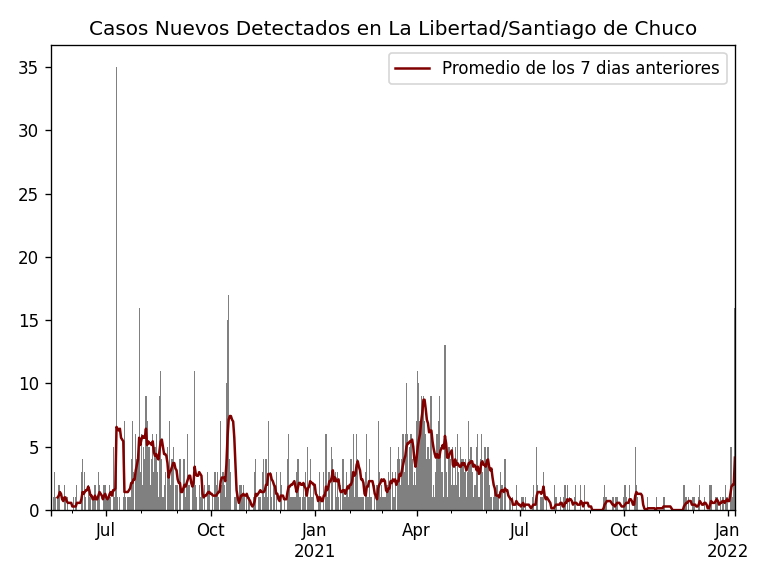 Casos Nuevos Detectados en La Libertad/Santiago de Chuco
Promedio de los 7 dias anteriores
35
30
25
20
15
10
5
0
Jul
Oct
Jan
2021
Apr
Jul
Oct
Jan
2022